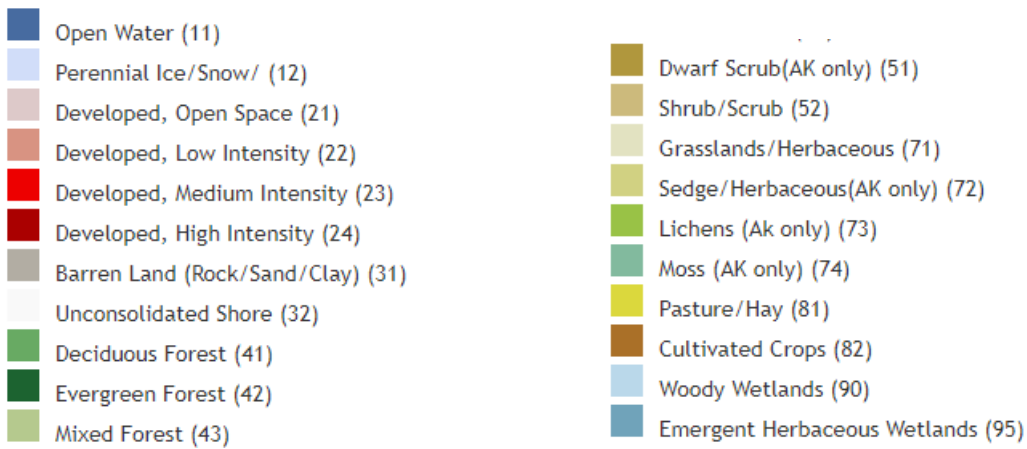 Open Water (11)
Perennial Ice/Snow/ (12)
Developed, Open Space (21)
Developed, Low Intensity (22)
Developed, Medium Intensity (23)
Developed, High Intensity (24)
Barren Land (Rock/Sand/Clay) (31)
Unconsolidated Shore (32)
Deciduous Forest (41)
Evergreen Forest (42)
Mixed Forest (43)
Dwarf Scrub(AK only) (51)
Shrub/Scrub (52)
Grasslands/Herbaceous (71)
Sedge/Herbaceous(AK only) (72)
Lichens (Ak only) (73)
Moss (AK only) (74)
Pasture/Hay (81)
Cultivated Crops (82)
Woody Wetlands (90)
Emergent Herbaceous Wetlands (95)